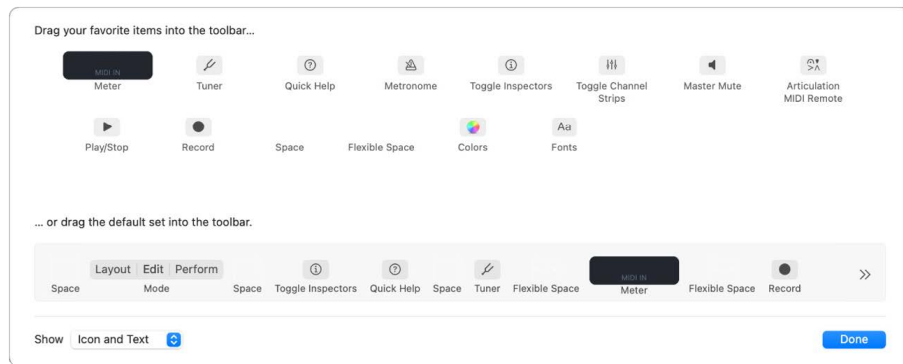 Drag your favorite items into the toolbar...
MIDI IN
Meter Tuner Quick Help Metronome Toggle Inspectors Toggle Channel Strips Master Mute Articulation MIDI Remote
Aa
Play/Stop Record Space Flexible Space Colors Fonts
... or drag the default set into the toolbar.
Layout Edit Perform
MIDI IN
Space Mode Space Toggle Inspectors Quick Help Space Tuner Flexible Space Meter Flexible Space Record
Show Icon and Text Done